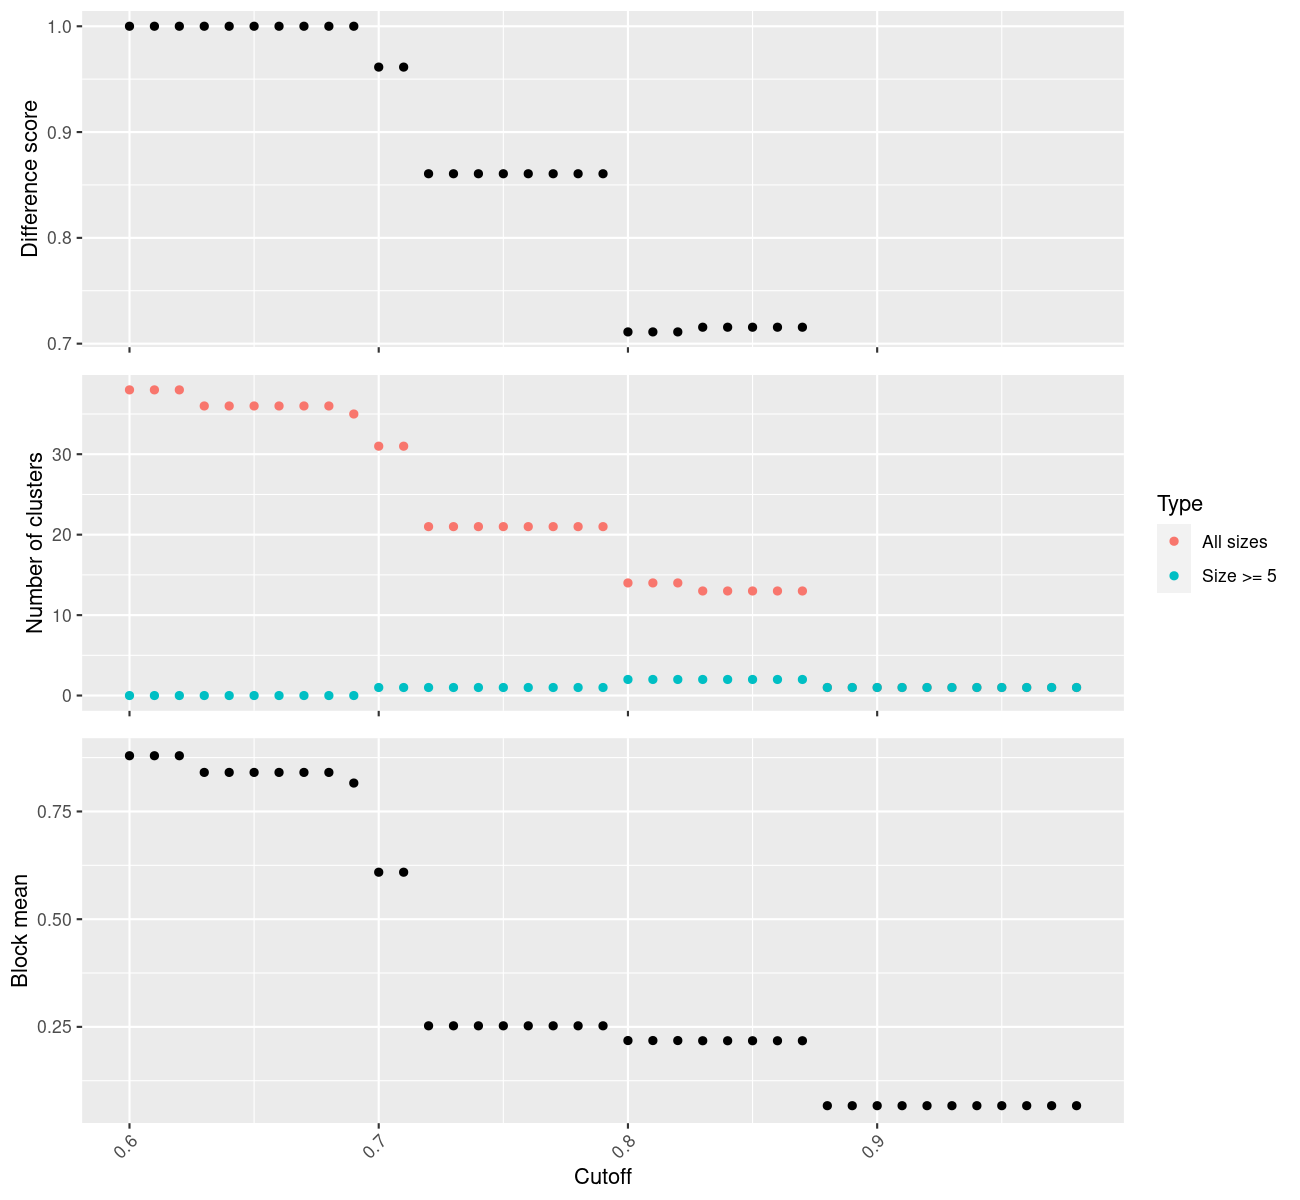 Difference score
1.0
0.9
0.8
0.7
Number of clusters
30
20
10
0
Type
All sizes
Size >= 5
Block mean
0.75
0.50
0.25
0.6
0.7
0.8
0.9
Cutoff